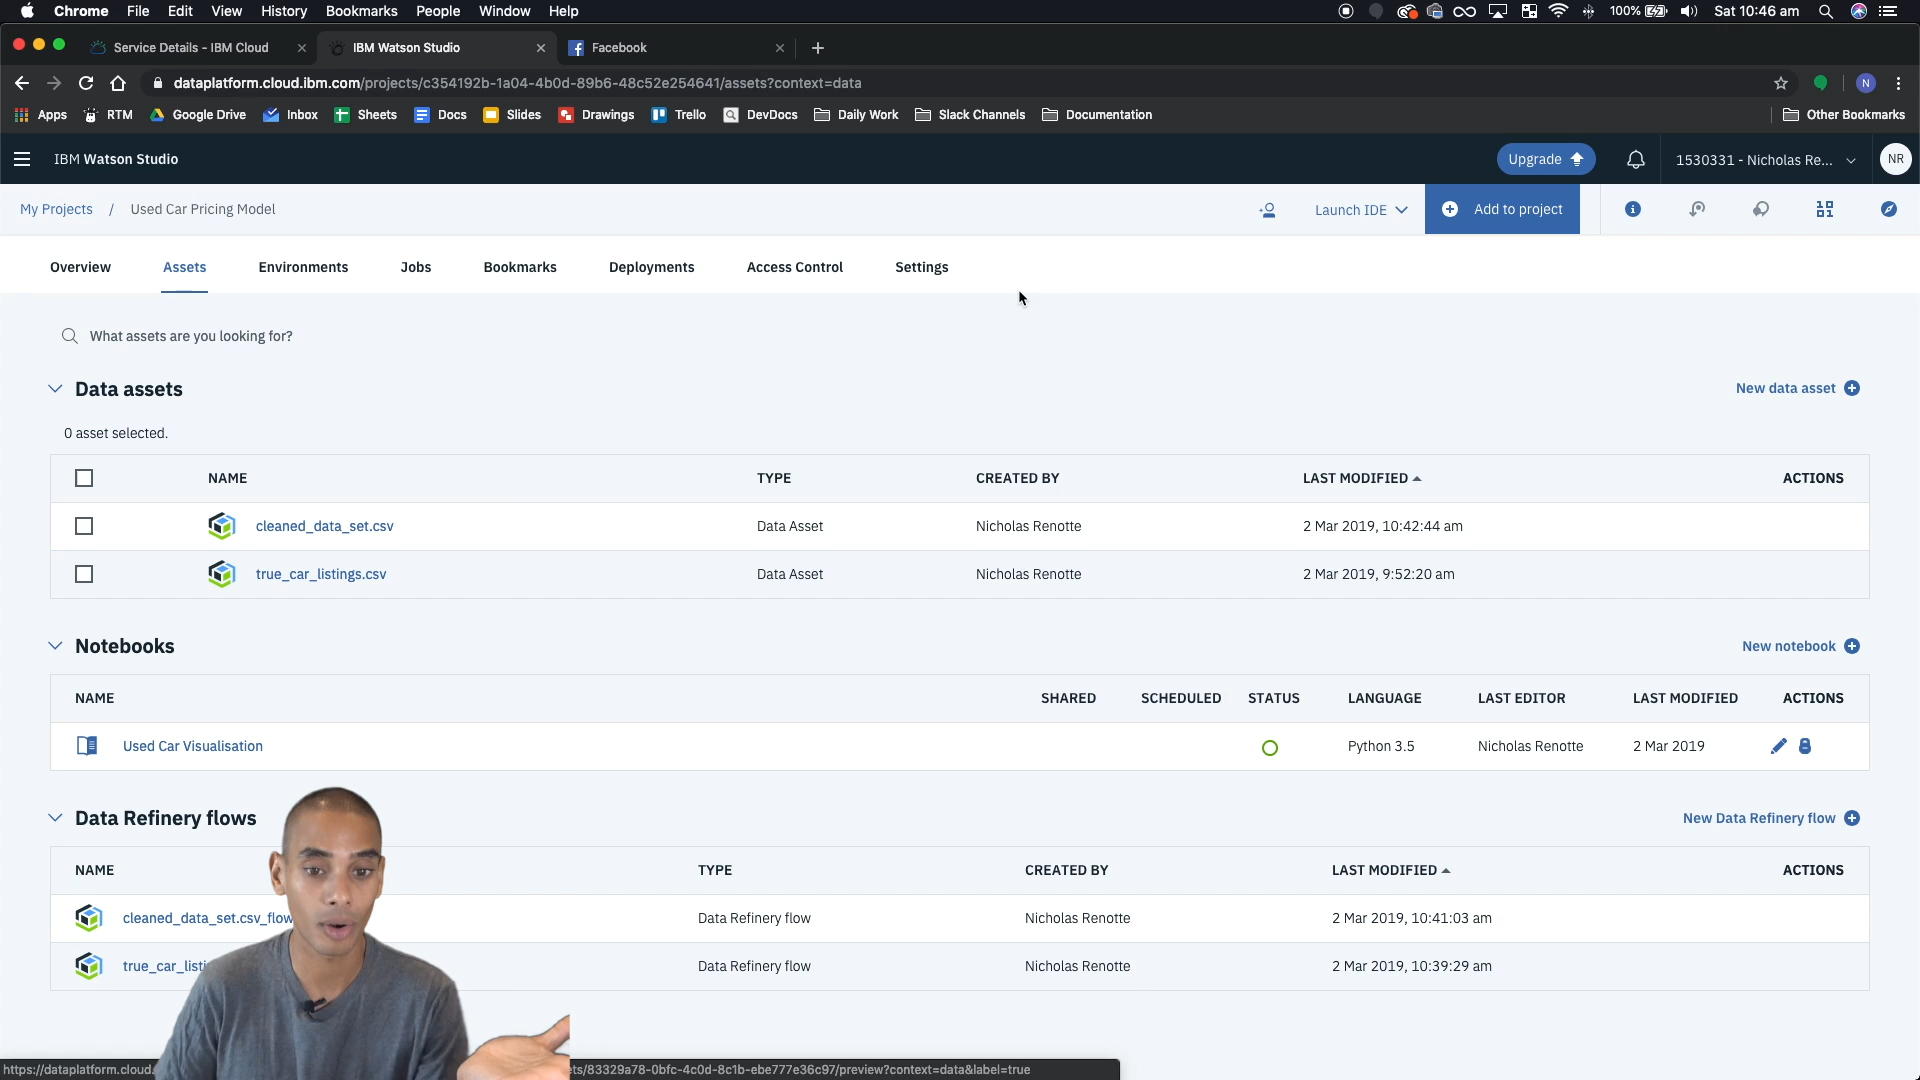 Chrome File Edit View History Bookmarks People Window Help 100% Sat 10:46 am
Service Details - IBM Cloud IBM Watson Studio Facebook
dataplatform.cloud.ibm.com/projects/c354192b-1a04-4b0d-89b6-48c52e254641/assets?context=data N
Apps RTM Google Drive Inbox Sheets Docs Slides Drawings Trello DevDocs Daily Work Slack Channels Documentation Other Bookmarks
IBM Watson Studio Upgrade 1530331 - Nicholas Re... NR
My Projects / Used Car Pricing Model Launch IDE Add to project
Overview Assets Environments Jobs Bookmarks Deployments Access Control Settings
What assets are you looking for?
Data assets New data asset
0 asset selected.
NAME TYPE CREATED BY LAST MODIFIED ACTIONS
cleaned_data_set.csv Data Asset Nicholas Renotte 2 Mar 2019, 10:42:44 am
true_car_listings.csv Data Asset Nicholas Renotte 2 Mar 2019, 9:52:20 am
Notebooks New notebook
NAME SHARED SCHEDULED STATUS LANGUAGE LAST EDITOR LAST MODIFIED ACTIONS
Used Car Visualisation Python 3.5 Nicholas Renotte 2 Mar 2019
Data Refinery flows New Data Refinery flow
NAME TYPE CREATED BY LAST MODIFIED ACTIONS
cleaned_data_set.csv_flow Data Refinery flow Nicholas Renotte 2 Mar 2019, 10:41:03 am
true_car_listi Data Refinery flow Nicholas Renotte 2 Mar 2019, 10:39:29 am
https://dataplatform.cloud. ets/83329a78-0bfc-4c0d-8c1b-ebe777e36c97/preview?context=data&label=true